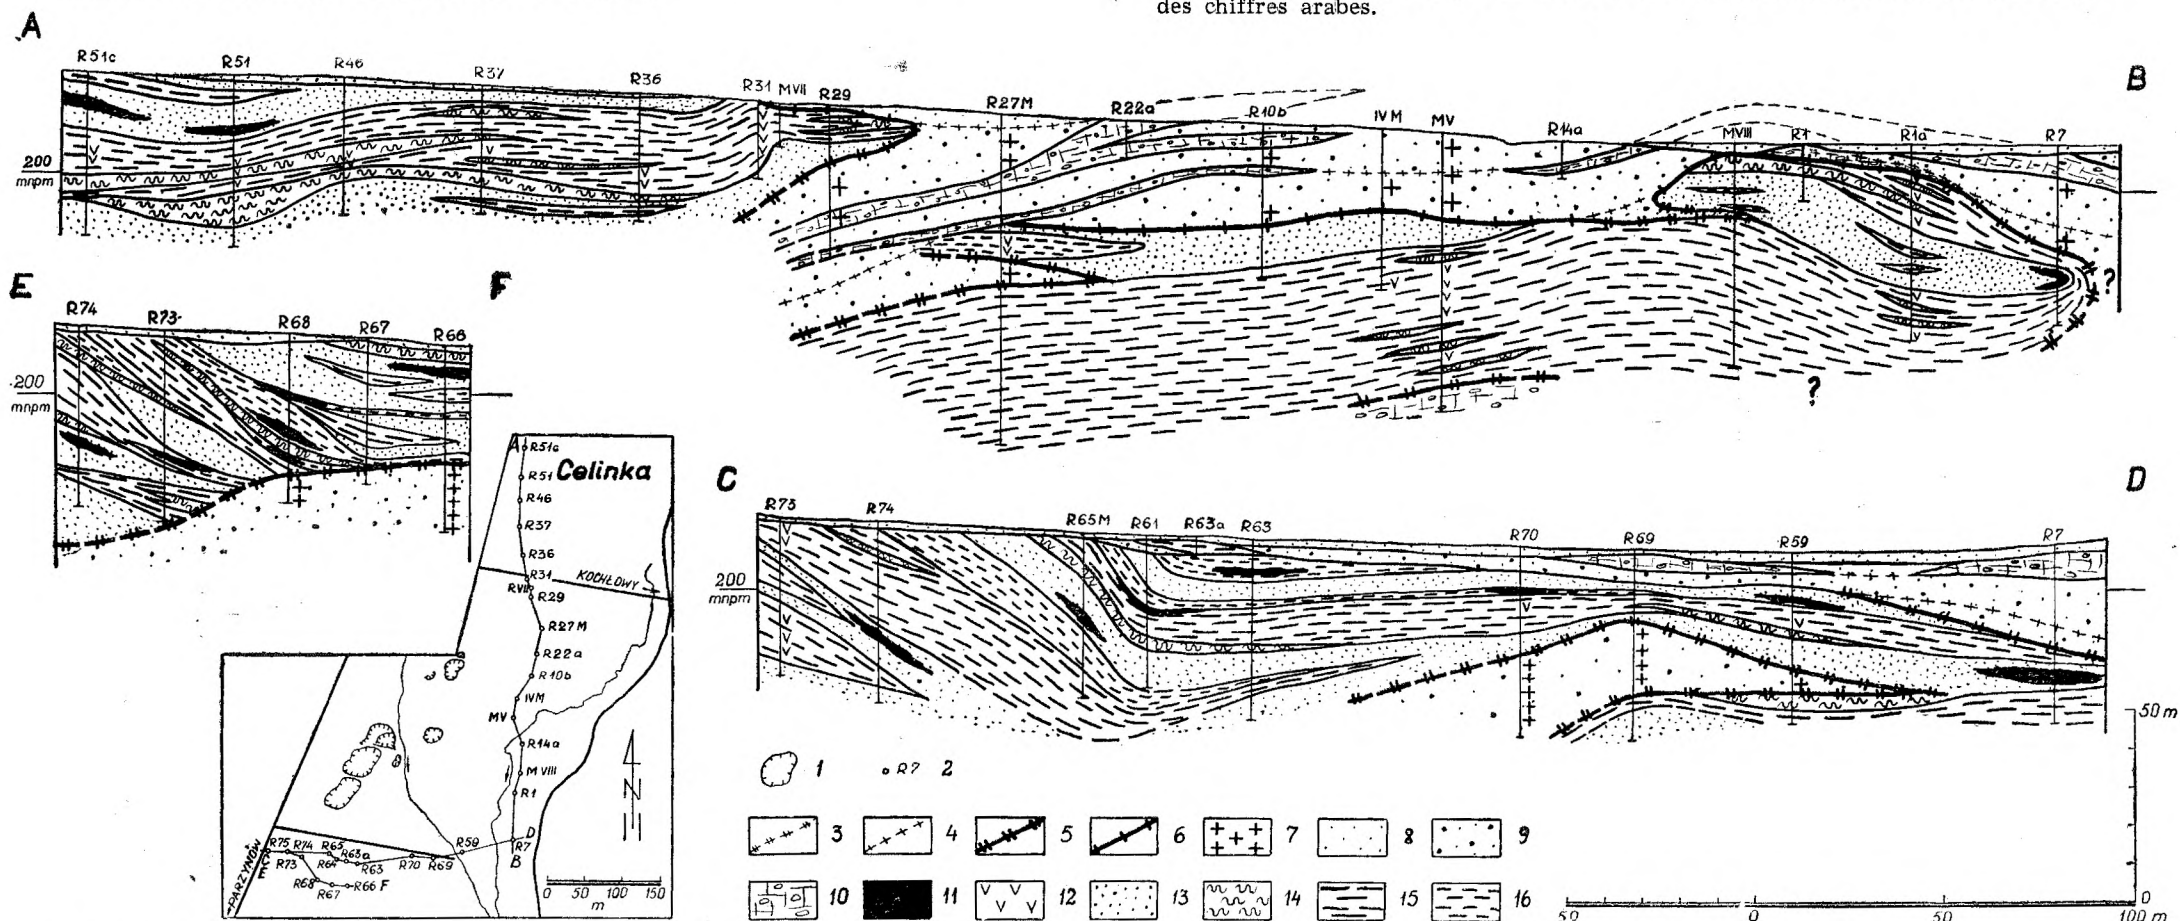 des chiffres arabes.
A
B
R51c R51 R46 R37 R36 R31 MVII R29 R27M R22a R10b IVM MV R14a MVIII R1 R1a R7
200
mnpm
?
?
E
F
R74 R73 R68 R67 R66
200
mnpm
C
D
R73 R74 R65M R61 R63a R63 R70 R69 R59 R7
200
mnpm
50 m
0
A R51c
Celinka
R51
R46
R37
R36
R31
KOCHŁOWY
RVII
R29
R27M
R22a
R10b
IVM
MV
R14a
M VIII
R1
D
R7
B
R59
R75 R74 R65
R73 R64 R63a R63 R70 R69
E
R68 R67 R66 F
PARZYNÓW
N
0 50 100 150
m
1 R7 2
3 4 5 6 7 8 9
10 11 12 13 14 15 16
50 0 50 100 m